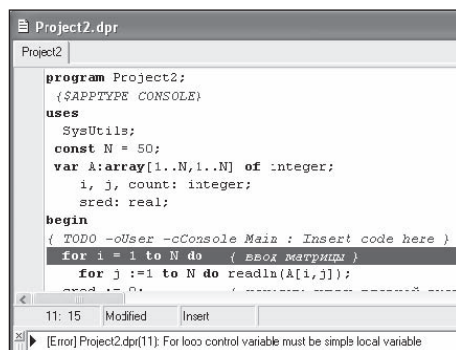 Project2.dpr
Project2
program Project2;
{$APPTYPE CONSOLE}
uses
SysUtils;
const N = 50;
var A:array[1..N,1..N] of integer;
i, j, count: integer;
sred: real;
begin
{ TODO -oUser -cConsole Main : Insert code here }
for i = 1 to N do { ввод матрицы }
for j :=1 to N do readln(A[i,j]);
sred := 0; {
11: 15 Modified Insert
[Error] Project2.dpr(11): For loop control variable must be simple local variable